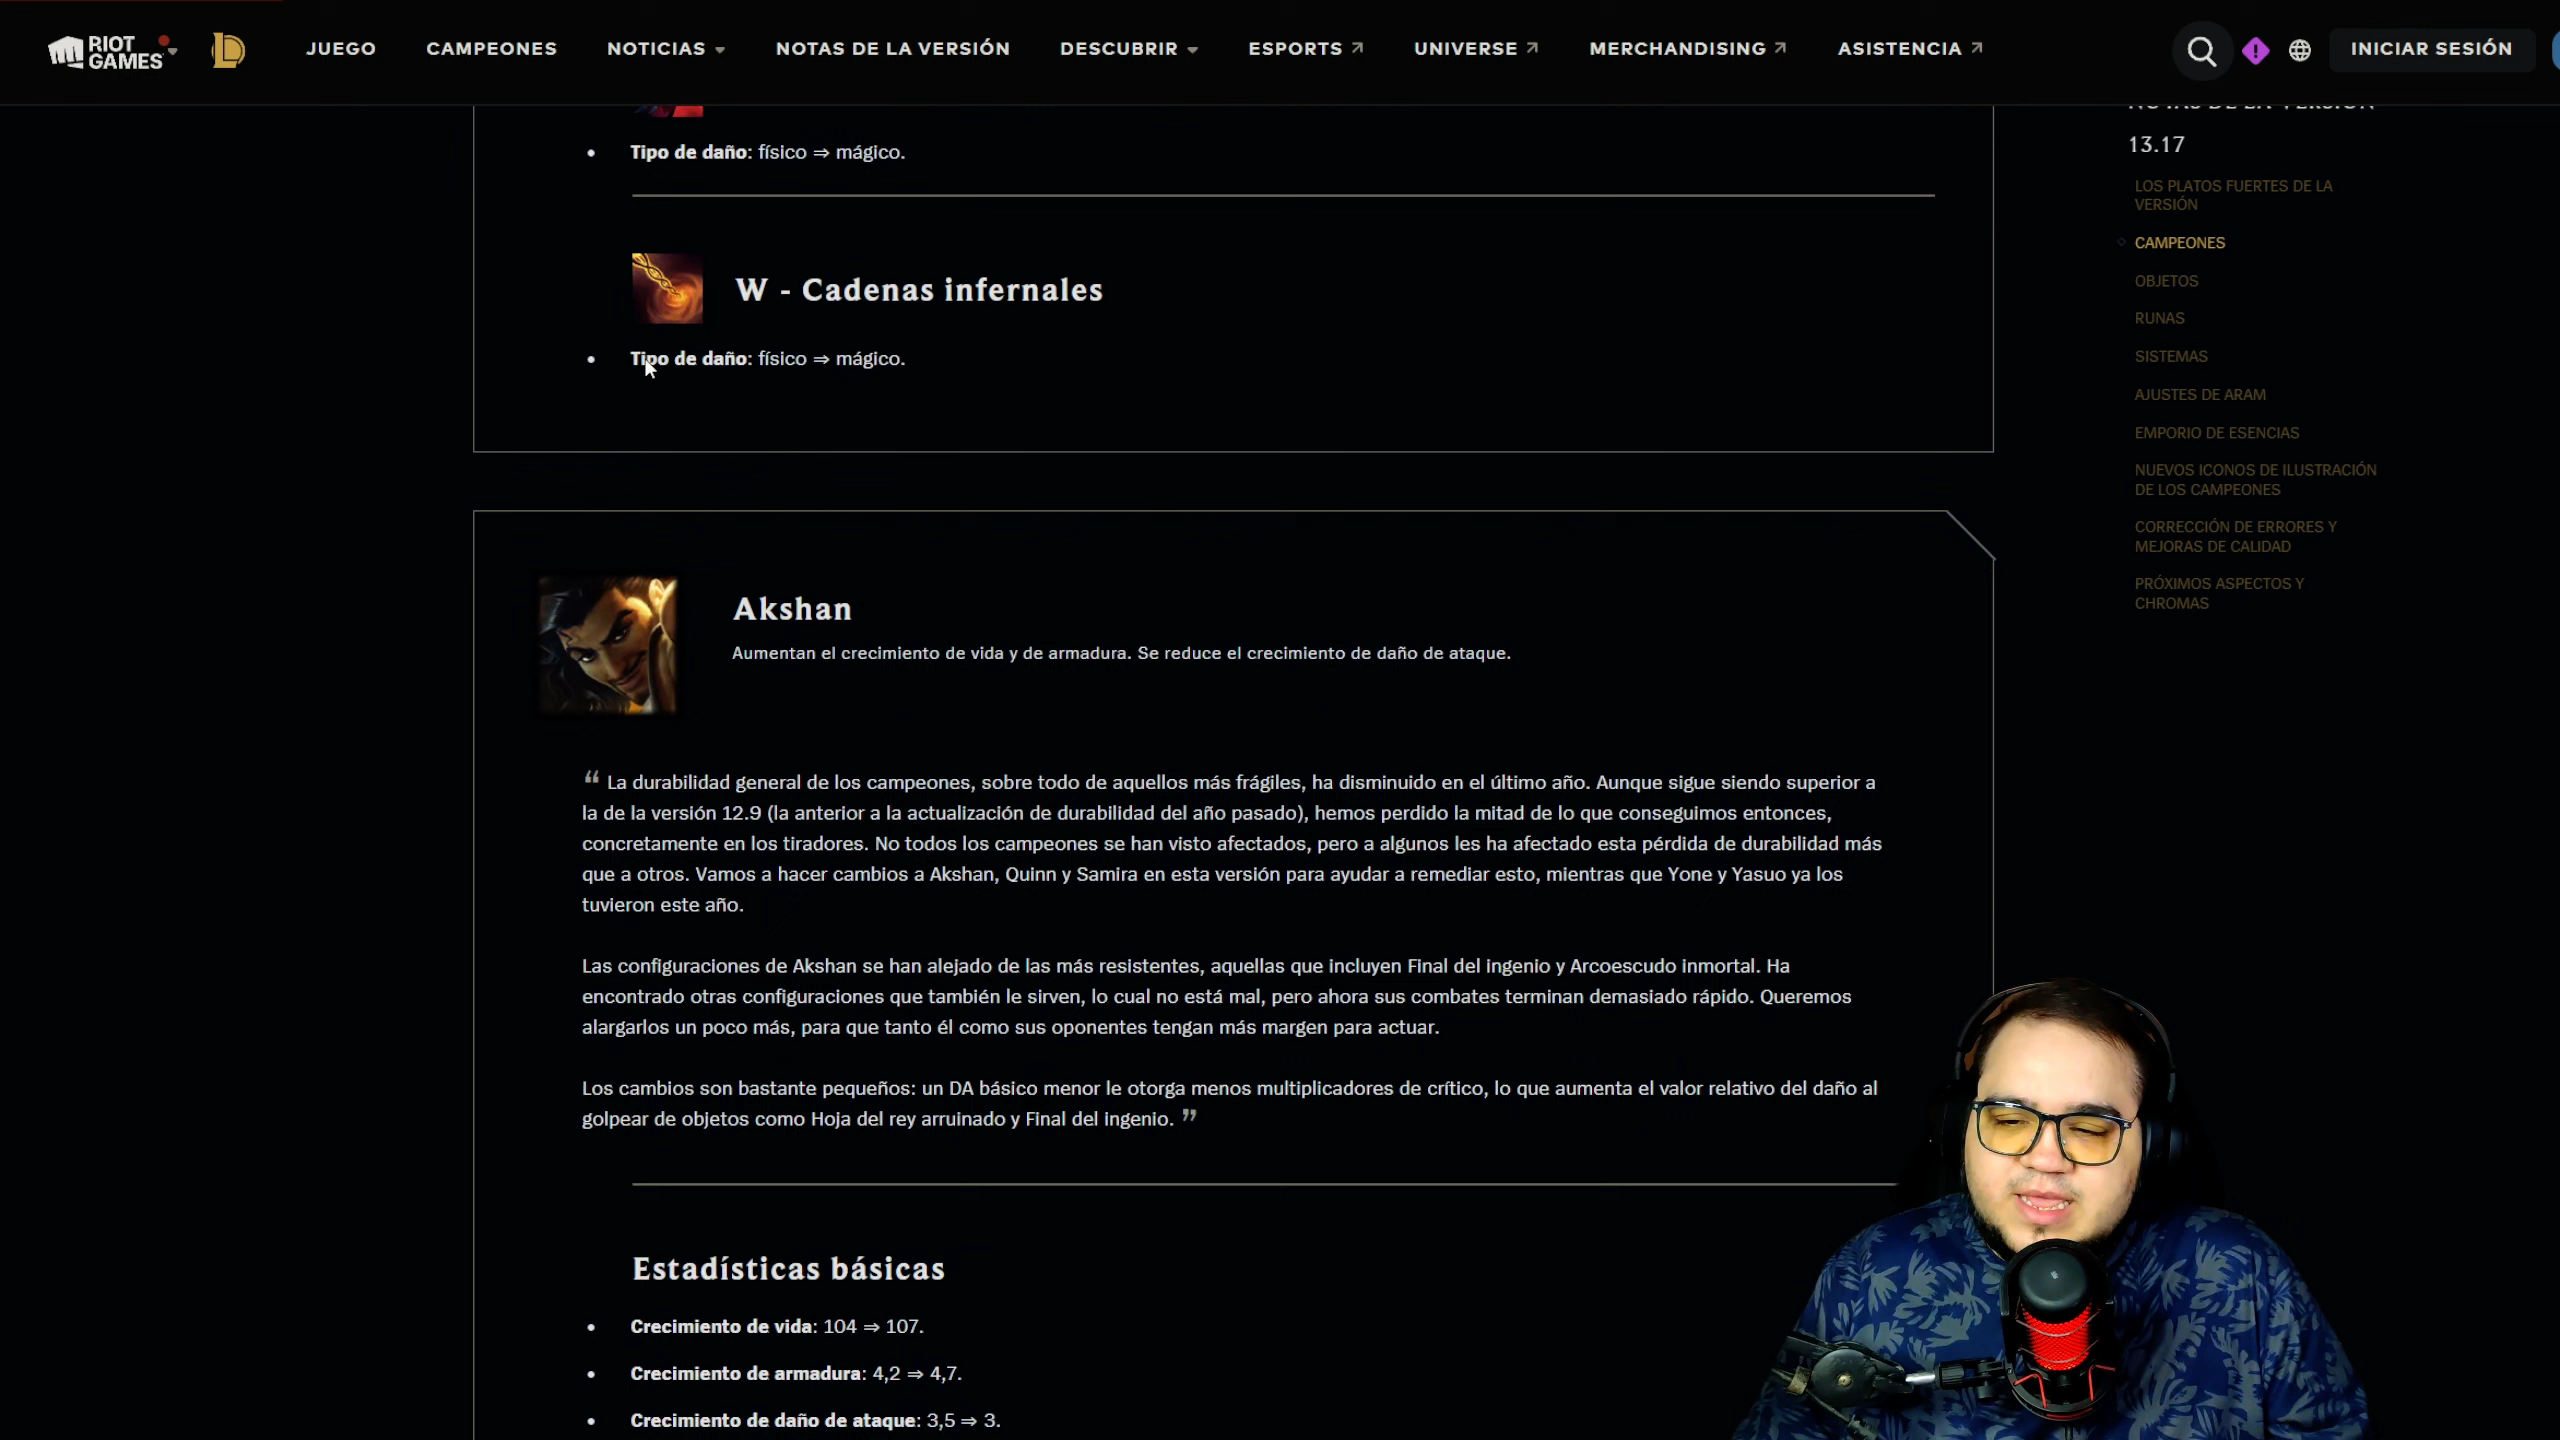 RIOT GAMES
JUEGO CAMPEONES NOTICIAS NOTAS DE LA VERSIÓN DESCUBRIR ESPORTS UNIVERSE MERCHANDISING ASISTENCIA INICIAR SESIÓN
NOTAS DE LA VERSIÓN
13.17
LOS PLATOS FUERTES DE LA
VERSIÓN
CAMPEONES
OBJETOS
RUNAS
SISTEMAS
AJUSTES DE ARAM
EMPORIO DE ESENCIAS
NUEVOS ICONOS DE ILUSTRACIÓN
DE LOS CAMPEONES
CORRECCIÓN DE ERRORES Y
MEJORAS DE CALIDAD
PRÓXIMOS ASPECTOS Y
CHROMAS
• Tipo de daño: físico ⇒ mágico.
W - Cadenas infernales
• Tipo de daño: físico ⇒ mágico.
Akshan
Aumentan el crecimiento de vida y de armadura. Se reduce el crecimiento de daño de ataque.
“ La durabilidad general de los campeones, sobre todo de aquellos más frágiles, ha disminuido en el último año. Aunque sigue siendo superior a
la de la versión 12.9 (la anterior a la actualización de durabilidad del año pasado), hemos perdido la mitad de lo que conseguimos entonces,
concretamente en los tiradores. No todos los campeones se han visto afectados, pero a algunos les ha afectado esta pérdida de durabilidad más
que a otros. Vamos a hacer cambios a Akshan, Quinn y Samira en esta versión para ayudar a remediar esto, mientras que Yone y Yasuo ya los
tuvieron este año.
Las configuraciones de Akshan se han alejado de las más resistentes, aquellas que incluyen Final del ingenio y Arcoescudo inmortal. Ha
encontrado otras configuraciones que también le sirven, lo cual no está mal, pero ahora sus combates terminan demasiado rápido. Queremos
alargarlos un poco más, para que tanto él como sus oponentes tengan más margen para actuar.
Los cambios son bastante pequeños: un DA básico menor le otorga menos multiplicadores de crítico, lo que aumenta el valor relativo del daño al
golpear de objetos como Hoja del rey arruinado y Final del ingenio. ”
Estadísticas básicas
• Crecimiento de vida: 104 ⇒ 107.
• Crecimiento de armadura: 4,2 ⇒ 4,7.
• Crecimiento de daño de ataque: 3,5 ⇒ 3.